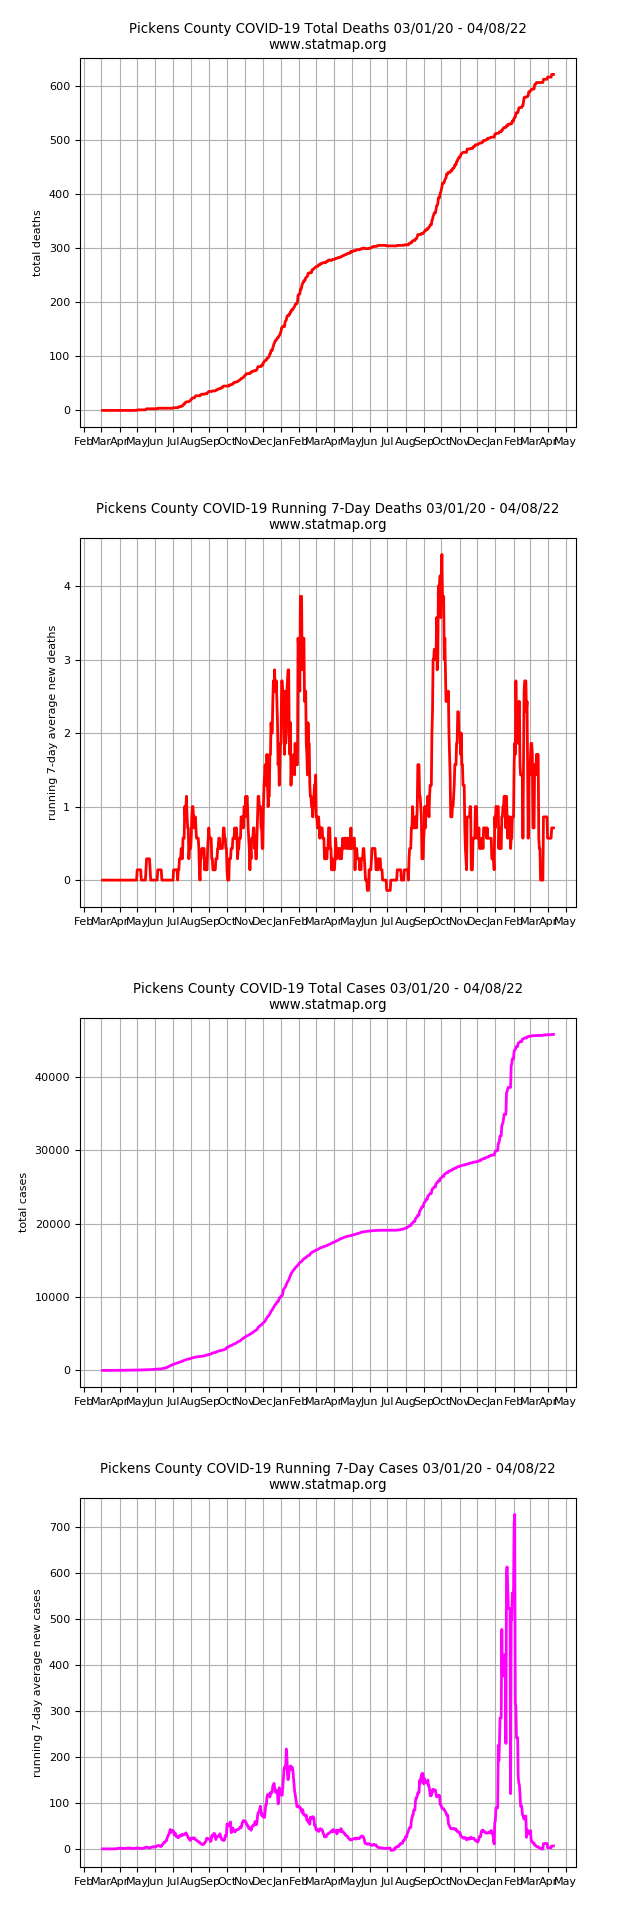 Pickens County COVID-19 Total Deaths 03/01/20 - 04/08/22
www.statmap.org
600
500
400
300
200
100
0
total deaths
Feb Mar Apr May Jun Jul Aug Sep Oct Nov Dec Jan Feb Mar Apr May Jun Jul Aug Sep Oct Nov Dec Jan Feb Mar Apr May
Pickens County COVID-19 Running 7-Day Deaths 03/01/20 - 04/08/22
www.statmap.org
4
3
2
1
0
running 7-day average new deaths
Feb Mar Apr May Jun Jul Aug Sep Oct Nov Dec Jan Feb Mar Apr May Jun Jul Aug Sep Oct Nov Dec Jan Feb Mar Apr May
Pickens County COVID-19 Total Cases 03/01/20 - 04/08/22
www.statmap.org
40000
30000
20000
10000
0
total cases
Feb Mar Apr May Jun Jul Aug Sep Oct Nov Dec Jan Feb Mar Apr May Jun Jul Aug Sep Oct Nov Dec Jan Feb Mar Apr May
Pickens County COVID-19 Running 7-Day Cases 03/01/20 - 04/08/22
www.statmap.org
700
600
500
400
300
200
100
0
running 7-day average new cases
Feb Mar Apr May Jun Jul Aug Sep Oct Nov Dec Jan Feb Mar Apr May Jun Jul Aug Sep Oct Nov Dec Jan Feb Mar Apr May